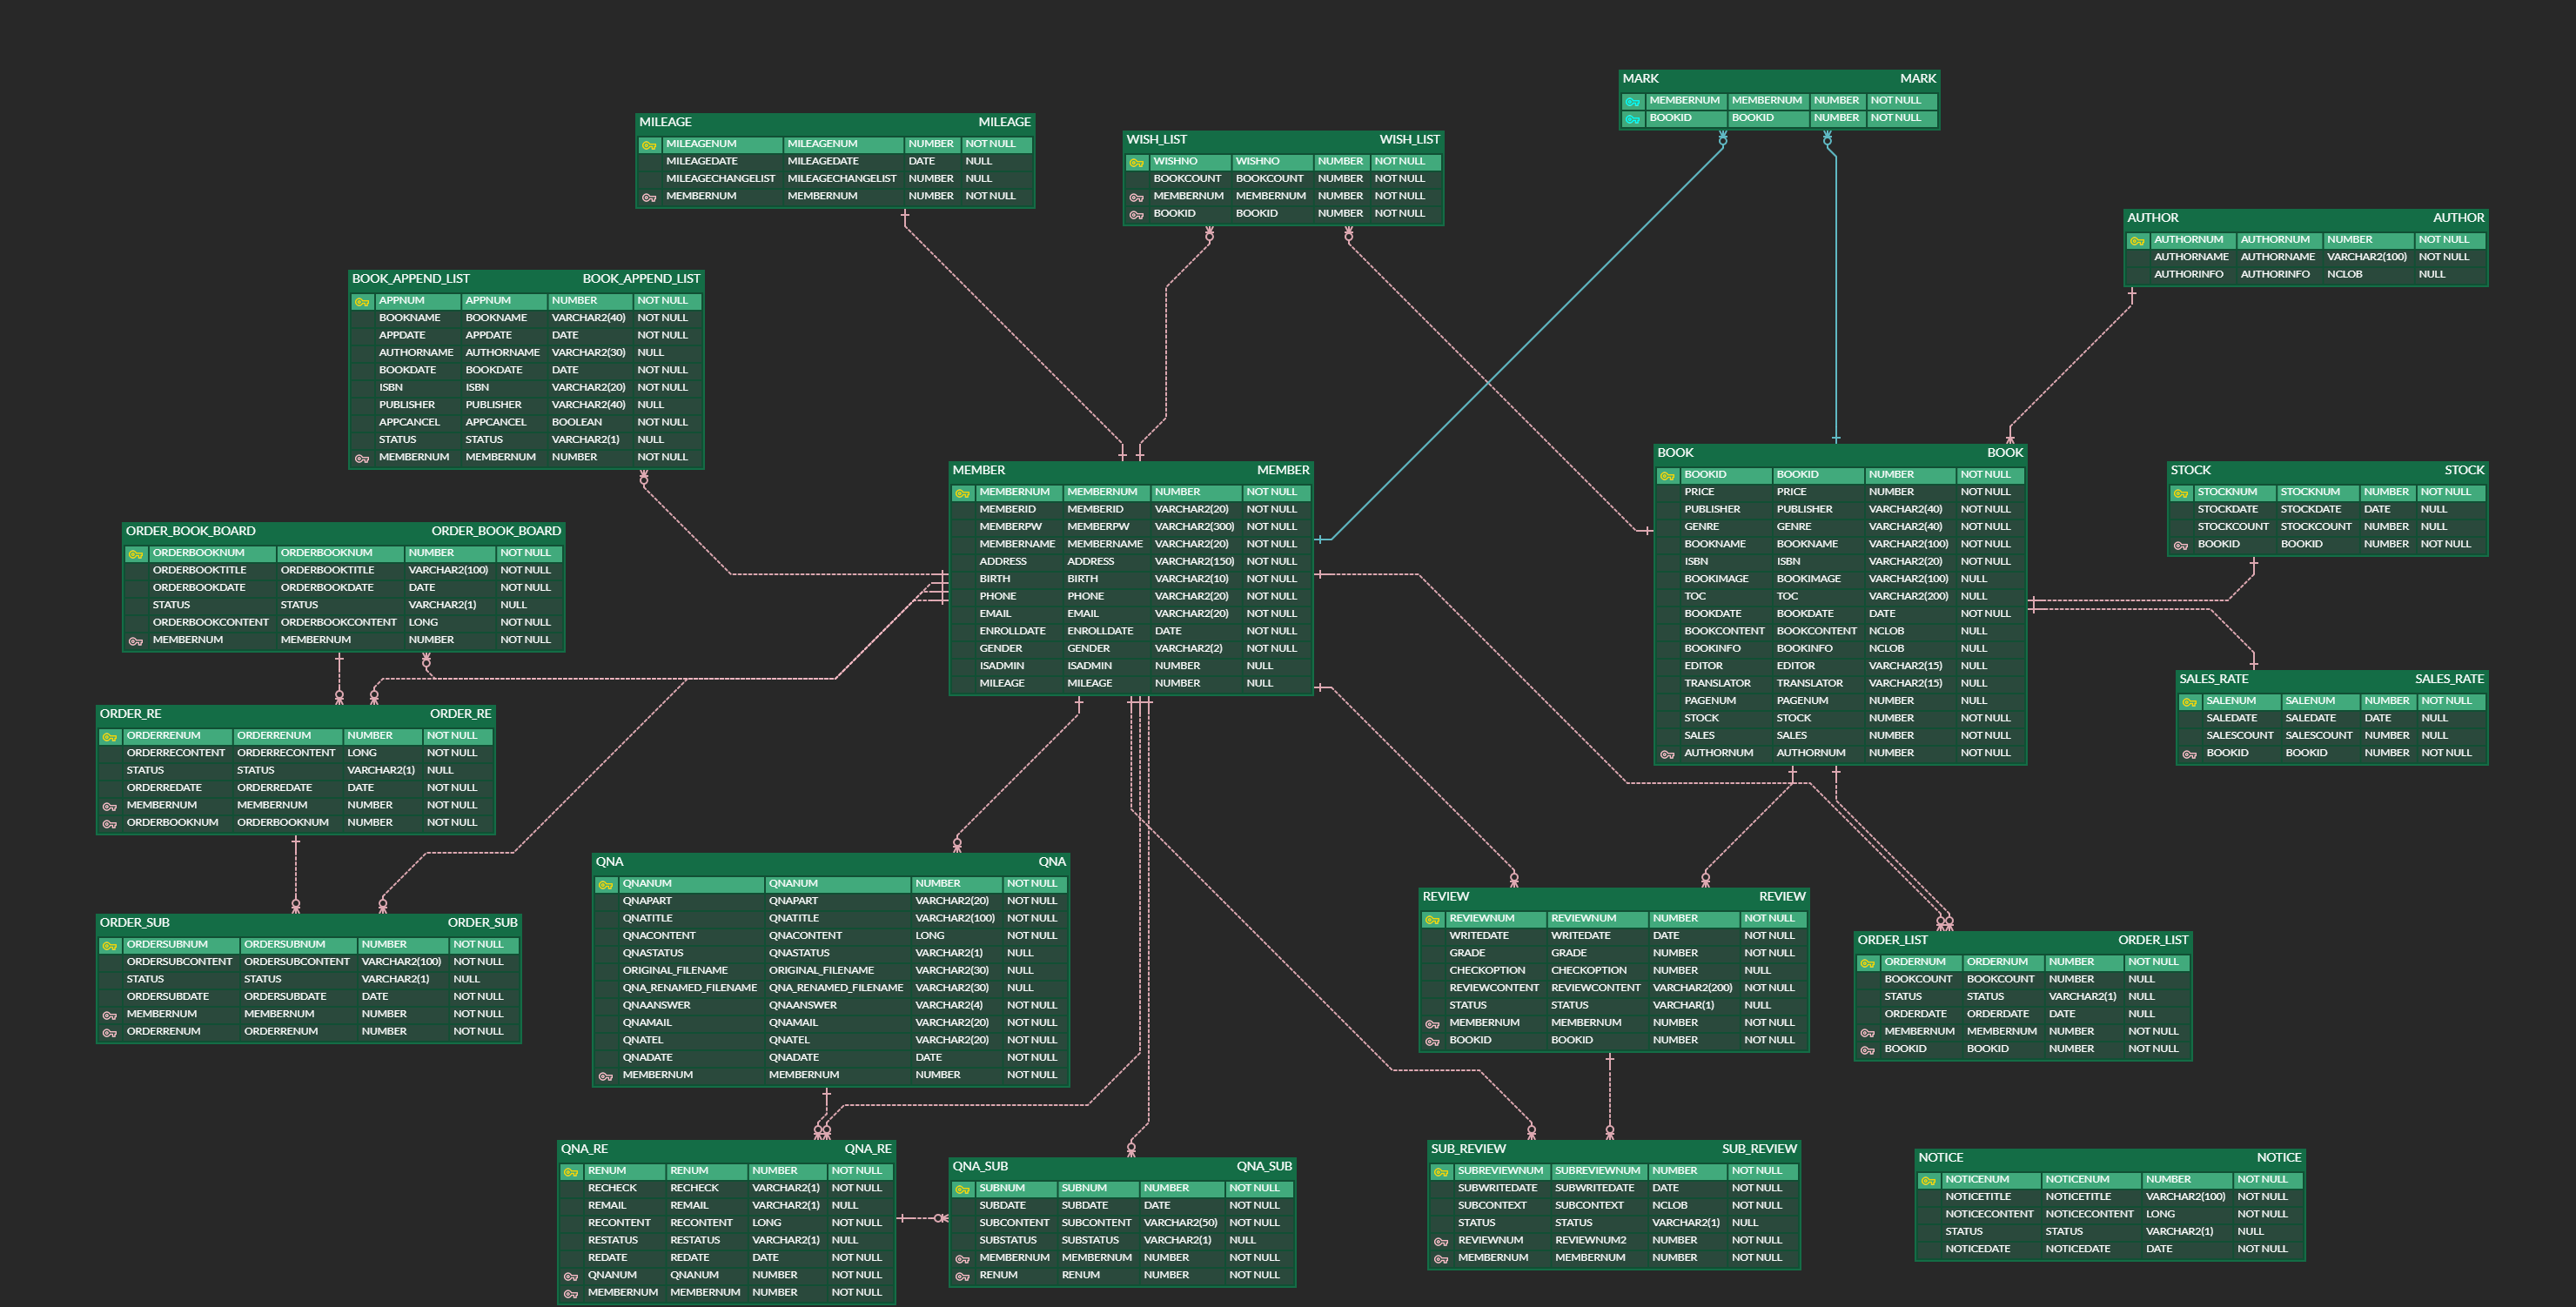 MARK MARK
MEMBERNUM MEMBERNUM NUMBER NOT NULL
BOOKID BOOKID NUMBER NOT NULL
MILEAGE MILEAGE
MILEAGENUM MILEAGENUM NUMBER NOT NULL
MILEAGEDATE MILEAGEDATE DATE NULL
MILEAGECHANGELIST MILEAGECHANGELIST NUMBER NULL
MEMBERNUM MEMBERNUM NUMBER NOT NULL
WISH_LIST WISH_LIST
WISHNO WISHNO NUMBER NOT NULL
BOOKCOUNT BOOKCOUNT NUMBER NOT NULL
MEMBERNUM MEMBERNUM NUMBER NOT NULL
BOOKID BOOKID NUMBER NOT NULL
AUTHOR AUTHOR
AUTHORNUM AUTHORNUM NUMBER NOT NULL
AUTHORNAME AUTHORNAME VARCHAR2(100) NOT NULL
AUTHORINFO AUTHORINFO NCLOB NULL
BOOK_APPEND_LIST BOOK_APPEND_LIST
APPNUM APPNUM NUMBER NOT NULL
BOOKNAME BOOKNAME VARCHAR2(40) NOT NULL
APPDATE APPDATE DATE NOT NULL
AUTHORNAME AUTHORNAME VARCHAR2(30) NULL
BOOKDATE BOOKDATE DATE NOT NULL
ISBN ISBN VARCHAR2(20) NOT NULL
PUBLISHER PUBLISHER VARCHAR2(40) NULL
APPCANCEL APPCANCEL BOOLEAN NOT NULL
STATUS STATUS VARCHAR2(1) NULL
MEMBERNUM MEMBERNUM NUMBER NOT NULL
MEMBER MEMBER
MEMBERNUM MEMBERNUM NUMBER NOT NULL
MEMBERID MEMBERID VARCHAR2(20) NOT NULL
MEMBERPW MEMBERPW VARCHAR2(300) NOT NULL
MEMBERNAME MEMBERNAME VARCHAR2(20) NOT NULL
ADDRESS ADDRESS VARCHAR2(150) NOT NULL
BIRTH BIRTH VARCHAR2(10) NOT NULL
PHONE PHONE VARCHAR2(20) NOT NULL
EMAIL EMAIL VARCHAR2(20) NOT NULL
ENROLLDATE ENROLLDATE DATE NOT NULL
GENDER GENDER VARCHAR2(2) NOT NULL
ISADMIN ISADMIN NUMBER NULL
MILEAGE MILEAGE NUMBER NULL
BOOK BOOK
BOOKID BOOKID NUMBER NOT NULL
PRICE PRICE NUMBER NOT NULL
PUBLISHER PUBLISHER VARCHAR2(40) NOT NULL
GENRE GENRE VARCHAR2(40) NOT NULL
BOOKNAME BOOKNAME VARCHAR2(100) NOT NULL
ISBN ISBN VARCHAR2(20) NOT NULL
BOOKIMAGE BOOKIMAGE VARCHAR2(100) NULL
TOC TOC VARCHAR2(200) NULL
BOOKDATE BOOKDATE DATE NOT NULL
BOOKCONTENT BOOKCONTENT NCLOB NULL
BOOKINFO BOOKINFO NCLOB NULL
EDITOR EDITOR VARCHAR2(15) NULL
TRANSLATOR TRANSLATOR VARCHAR2(15) NULL
PAGENUM PAGENUM NUMBER NULL
STOCK STOCK NUMBER NOT NULL
SALES SALES NUMBER NOT NULL
AUTHORNUM AUTHORNUM NUMBER NOT NULL
STOCK STOCK
STOCKNUM STOCKNUM NUMBER NOT NULL
STOCKDATE STOCKDATE DATE NULL
STOCKCOUNT STOCKCOUNT NUMBER NULL
BOOKID BOOKID NUMBER NOT NULL
ORDER_BOOK_BOARD ORDER_BOOK_BOARD
ORDERBOOKNUM ORDERBOOKNUM NUMBER NOT NULL
ORDERBOOKTITLE ORDERBOOKTITLE VARCHAR2(100) NOT NULL
ORDERBOOKDATE ORDERBOOKDATE DATE NOT NULL
STATUS STATUS VARCHAR2(1) NULL
ORDERBOOKCONTENT ORDERBOOKCONTENT LONG NOT NULL
MEMBERNUM MEMBERNUM NUMBER NOT NULL
SALES_RATE SALES_RATE
SALENUM SALENUM NUMBER NOT NULL
SALEDATE SALEDATE DATE NULL
SALESCOUNT SALESCOUNT NUMBER NULL
BOOKID BOOKID NUMBER NOT NULL
ORDER_RE ORDER_RE
ORDERRENUM ORDERRENUM NUMBER NOT NULL
ORDERRECONTENT ORDERRECONTENT LONG NOT NULL
STATUS STATUS VARCHAR2(1) NULL
ORDERREDATE ORDERREDATE DATE NOT NULL
MEMBERNUM MEMBERNUM NUMBER NOT NULL
ORDERBOOKNUM ORDERBOOKNUM NUMBER NOT NULL
ORDER_SUB ORDER_SUB
ORDERSUBNUM ORDERSUBNUM NUMBER NOT NULL
ORDERSUBCONTENT ORDERSUBCONTENT VARCHAR2(100) NOT NULL
STATUS STATUS VARCHAR2(1) NULL
ORDERSUBDATE ORDERSUBDATE DATE NOT NULL
MEMBERNUM MEMBERNUM NUMBER NOT NULL
ORDERRENUM ORDERRENUM NUMBER NOT NULL
QNA QNA
QNANUM QNANUM NUMBER NOT NULL
QNAPART QNAPART VARCHAR2(20) NOT NULL
QNATITLE QNATITLE VARCHAR2(100) NOT NULL
QNACONTENT QNACONTENT LONG NOT NULL
QNASTATUS QNASTATUS VARCHAR2(1) NULL
ORIGINAL_FILENAME ORIGINAL_FILENAME VARCHAR2(30) NULL
QNA_RENAMED_FILENAME QNA_RENAMED_FILENAME VARCHAR2(30) NULL
QNAANSWER QNAANSWER VARCHAR2(4) NOT NULL
QNAMAIL QNAMAIL VARCHAR2(20) NOT NULL
QNATEL QNATEL VARCHAR2(20) NOT NULL
QNADATE QNADATE DATE NOT NULL
MEMBERNUM MEMBERNUM NUMBER NOT NULL
REVIEW REVIEW
REVIEWNUM REVIEWNUM NUMBER NOT NULL
WRITEDATE WRITEDATE DATE NOT NULL
GRADE GRADE NUMBER NOT NULL
CHECKOPTION CHECKOPTION NUMBER NULL
REVIEWCONTENT REVIEWCONTENT VARCHAR2(200) NOT NULL
STATUS STATUS VARCHAR(1) NULL
MEMBERNUM MEMBERNUM NUMBER NOT NULL
BOOKID BOOKID NUMBER NOT NULL
ORDER_LIST ORDER_LIST
ORDERNUM ORDERNUM NUMBER NOT NULL
BOOKCOUNT BOOKCOUNT NUMBER NULL
STATUS STATUS VARCHAR2(1) NULL
ORDERDATE ORDERDATE DATE NULL
MEMBERNUM MEMBERNUM NUMBER NOT NULL
BOOKID BOOKID NUMBER NOT NULL
QNA_RE QNA_RE
RENUM RENUM NUMBER NOT NULL
RECHECK RECHECK VARCHAR2(1) NOT NULL
REMAIL REMAIL VARCHAR2(1) NULL
RECONTENT RECONTENT LONG NOT NULL
RESTATUS RESTATUS VARCHAR2(1) NULL
REDATE REDATE DATE NOT NULL
QNANUM QNANUM NUMBER NOT NULL
MEMBERNUM MEMBERNUM NUMBER NOT NULL
QNA_SUB QNA_SUB
SUBNUM SUBNUM NUMBER NOT NULL
SUBDATE SUBDATE DATE NOT NULL
SUBCONTENT SUBCONTENT VARCHAR2(50) NOT NULL
SUBSTATUS SUBSTATUS VARCHAR2(1) NULL
MEMBERNUM MEMBERNUM NUMBER NOT NULL
RENUM RENUM NUMBER NOT NULL
SUB_REVIEW SUB_REVIEW
SUBREVIEWNUM SUBREVIEWNUM NUMBER NOT NULL
SUBWRITEDATE SUBWRITEDATE DATE NOT NULL
SUBCONTEXT SUBCONTEXT NCLOB NOT NULL
STATUS STATUS VARCHAR2(1) NULL
REVIEWNUM REVIEWNUM2 NUMBER NOT NULL
MEMBERNUM MEMBERNUM NUMBER NOT NULL
NOTICE NOTICE
NOTICENUM NOTICENUM NUMBER NOT NULL
NOTICETITLE NOTICETITLE VARCHAR2(100) NOT NULL
NOTICECONTENT NOTICECONTENT LONG NOT NULL
STATUS STATUS VARCHAR2(1) NULL
NOTICEDATE NOTICEDATE DATE NOT NULL